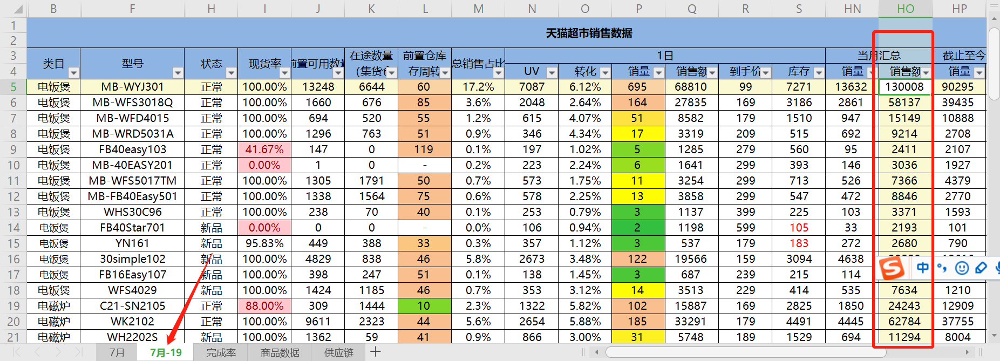 B F H I J K L M N O P Q R S HN HO HP
1 天猫超市销售数据
2
3 类目 型号 状态 现货率 前置可用数量 在途数量 前置仓库 总销售占比 1日 当月汇总 截止至今
4 (集货仓 存周转 UV 转化 销量 销售额 到手价 库存 销量 销售额 销量
5 电饭煲 MB-WYJ301 正常 100.00% 13248 6644 60 17.2% 7087 6.12% 695 68810 99 7271 13632 130008 90295
6 电饭煲 MB-WFS3018Q 正常 100.00% 1660 676 85 3.6% 2048 2.64% 164 27835 169 3186 2861 58137 39435
7 电饭煲 MB-WFD4015 正常 100.00% 694 520 55 1.2% 615 4.07% 51 8582 179 1510 947 15149 10888
8 电饭煲 MB-WRD5031A 正常 100.00% 1296 763 51 0.9% 346 4.34% 17 3319 209 515 692 9214 2708
9 电饭煲 FB40easy103 正常 41.67% 147 0 119 0.1% 197 1.02% 5 1285 279 560 95 2411 2107
10 电饭煲 MB-40EASY201 正常 0.00% 1 0 - 0.2% 223 2.24% 6 1641 299 393 146 3036 1927
11 电饭煲 MB-WFS5017TM 正常 100.00% 1305 1791 50 0.7% 573 1.75% 11 3254 299 713 526 7366 4379
12 电饭煲 MB-FB40Easy501 正常 100.00% 1338 1564 75 0.6% 578 2.25% 13 3858 299 547 472 8846 2770
13 电饭煲 WHS30C96 正常 100.00% 238 70 40 0.1% 253 0.79% 3 1137 399 225 103 3371 1593
14 电饭煲 FB40Star701 新品 0.00% 0 0 - 0.0% 106 0.94% 2 1198 599 105 33 2193 101
15 电饭煲 YN161 新品 95.83% 449 388 33 0.3% 357 1.12% 3 537 179 183 272 2680 790
16 电饭煲 30simple102 新品 100.00% 4829 838 46 5.8% 2673 3.48% 122 19566 159 3094 4638
17 电饭煲 FB16Easy107 新品 100.00% 398 247 51 0.1% 138 1.45% 3 687 239 215 114 中
18 电饭煲 WFS4029 新品 100.00% 1424 1185 46 0.7% 353 3.12% 14 3513 229 414 535 7634 1210
19 电磁炉 C21-SN2105 正常 88.00% 309 1444 10 2.3% 1322 5.82% 102 15887 169 2825 1850 24243 12909
20 电磁炉 WK2102 正常 100.00% 9611 2323 44 5.6% 2654 5.88% 185 33291 179 4491 4445 62784 37755
21 电磁炉 WH2202S 正常 100.00% 1362 59 41 0.9% 866 3.00% 31 5748 189 1529 694 11294 8004
7月 7月-19 完成率 商品数据 供应链